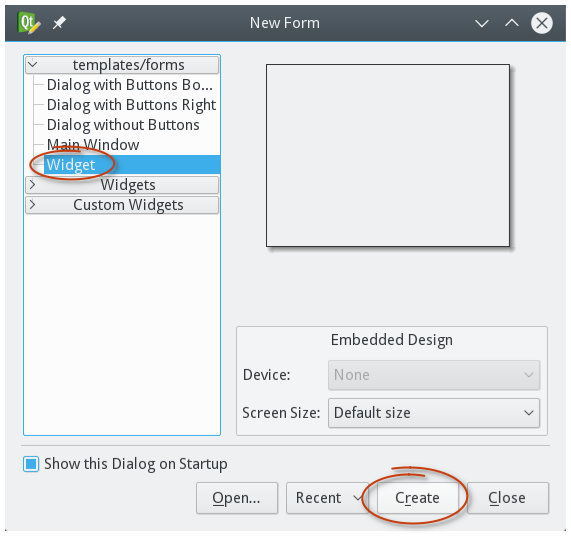 Qt
New Form
templates/forms
Dialog with Buttons Bo...
Dialog with Buttons Right
Dialog without Buttons
Main Window
Widget
Widgets
Custom Widgets
Embedded Design
Device: None
Screen Size: Default size
Show this Dialog on Startup
Open... Recent Create Close